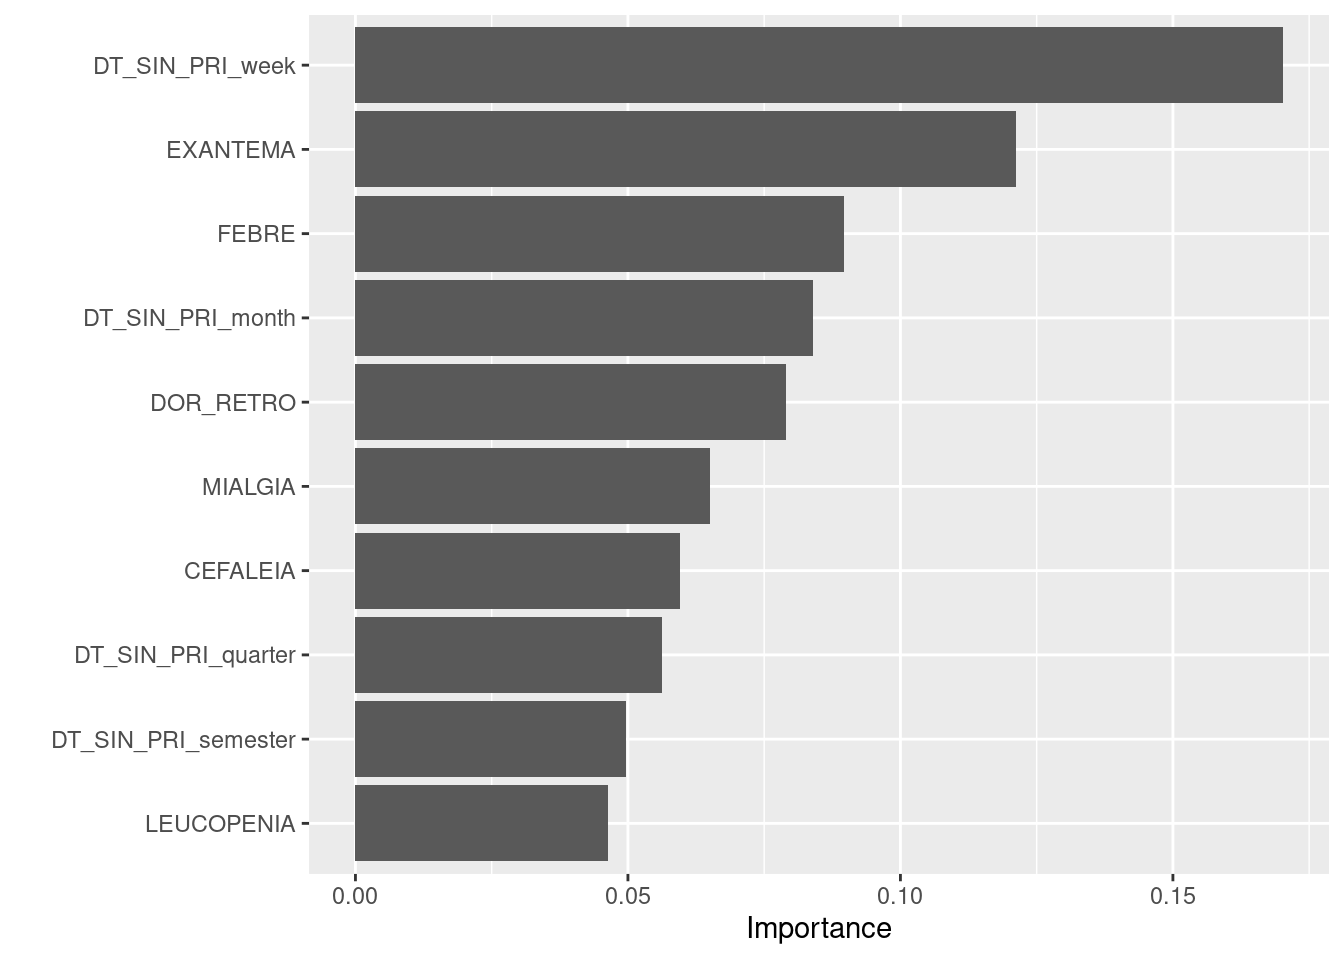 DT_SIN_PRI_week
EXANTEMA
FEBRE
DT_SIN_PRI_month
DOR_RETRO
MIALGIA
CEFALEIA
DT_SIN_PRI_quarter
DT_SIN_PRI_semester
LEUCOPENIA
0.00 0.05 0.10 0.15
Importance